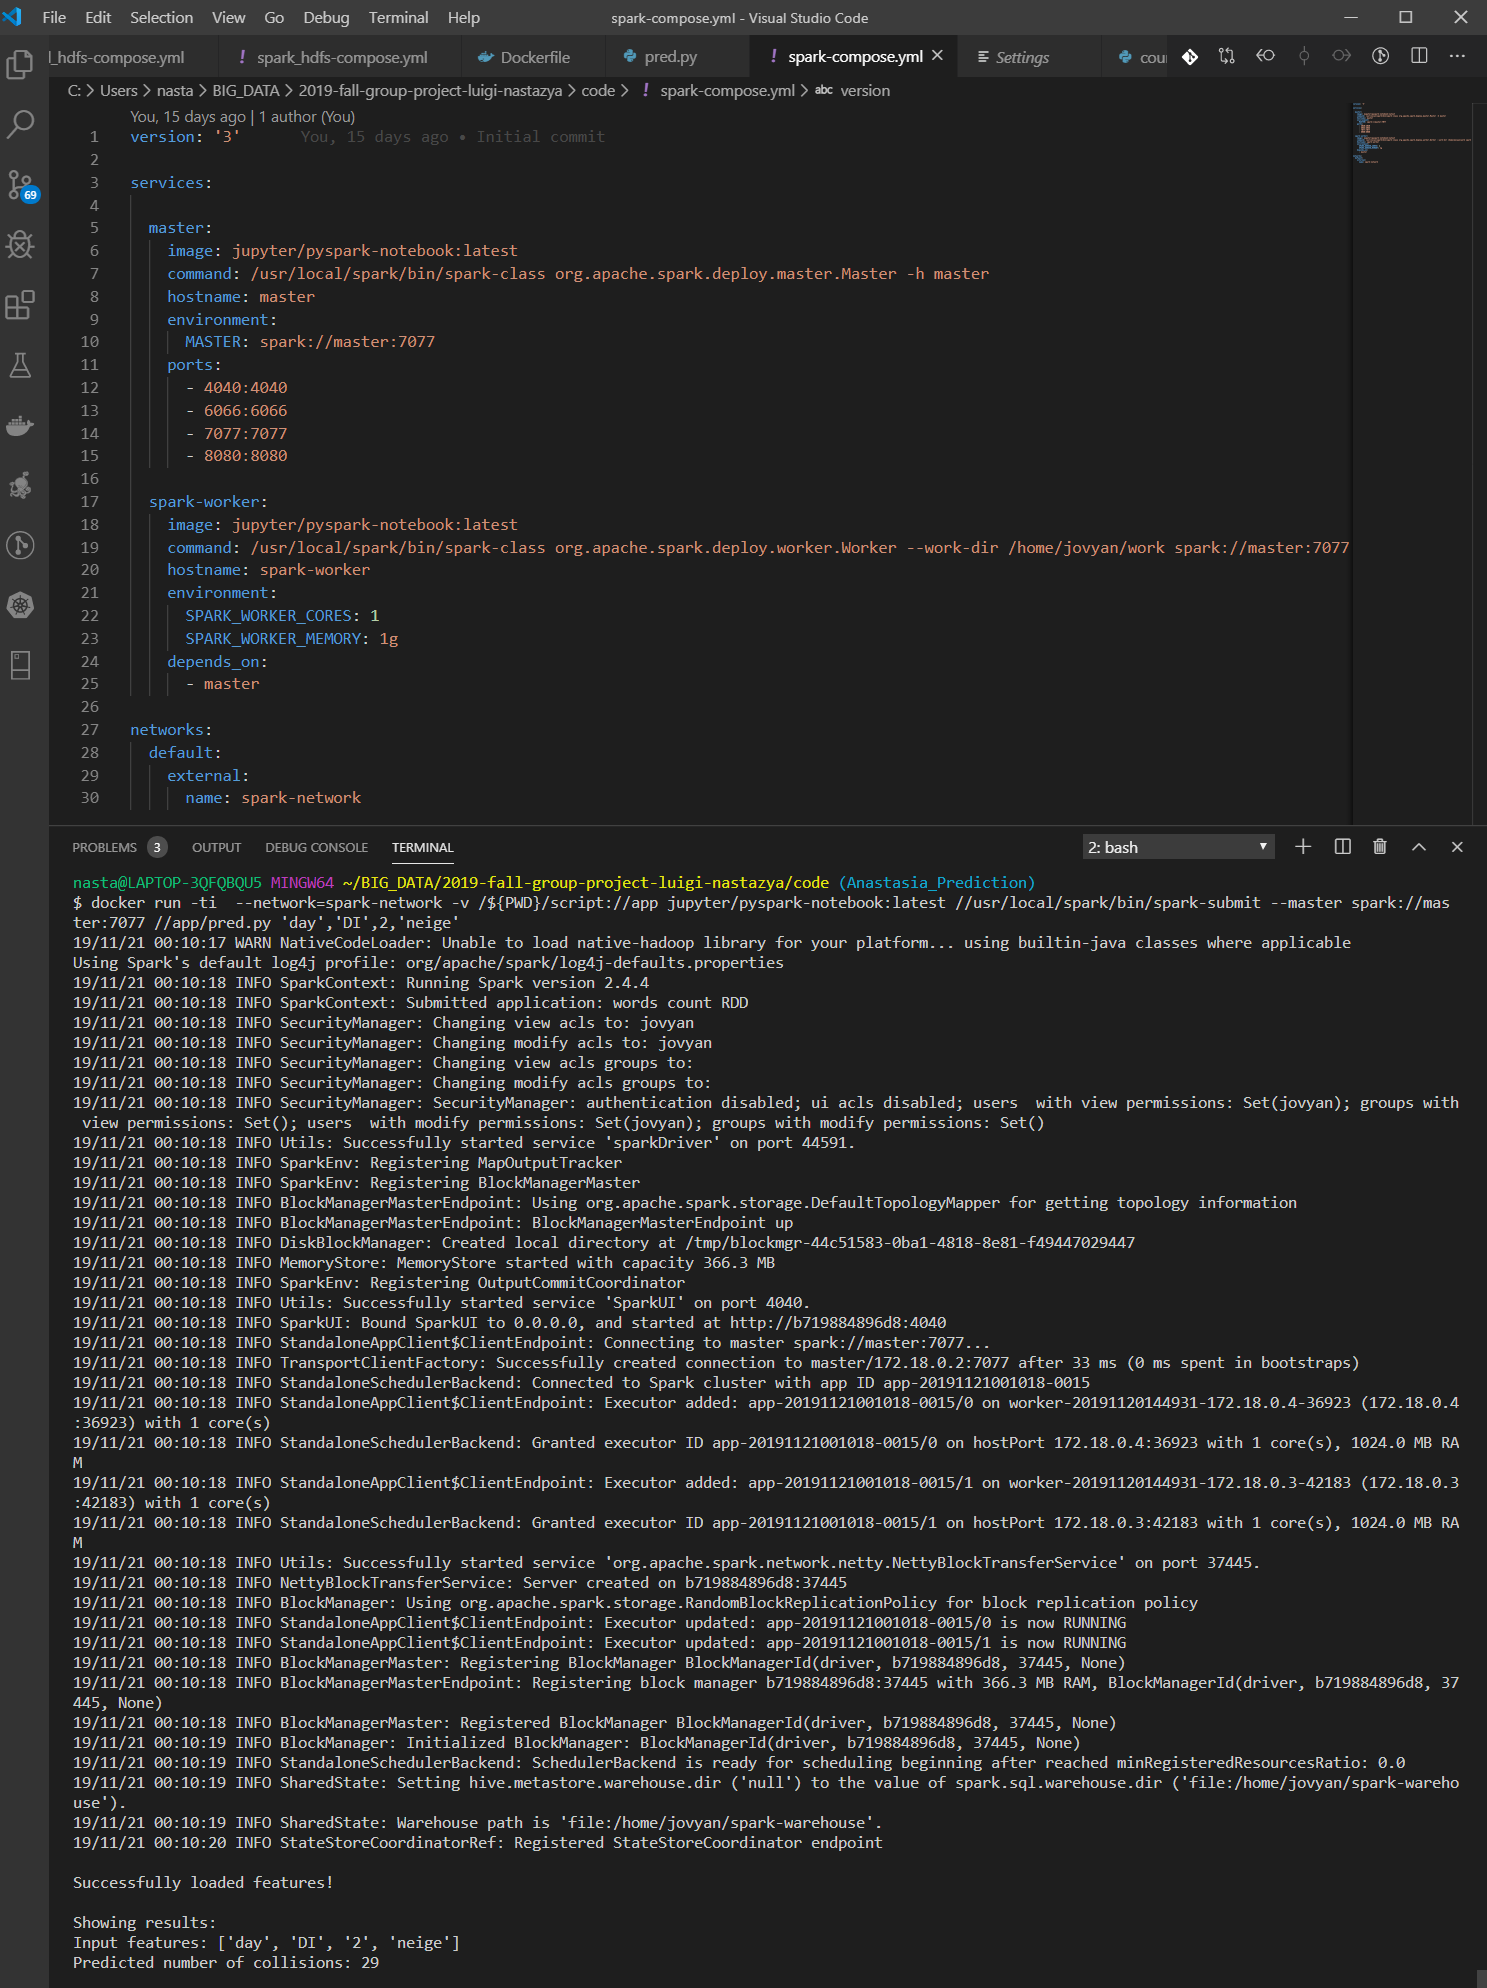 File Edit Selection View Go Debug Terminal Help spark-compose.yml - Visual Studio Code
l_hdfs-compose.yml ! spark_hdfs-compose.yml Dockerfile pred.py ! spark-compose.yml Settings cou
C: > Users > nasta > BIG_DATA > 2019-fall-group-project-luigi-nastazya > code > ! spark-compose.yml > abc version
You, 15 days ago | 1 author (You)
1 version: '3' You, 15 days ago • Initial commit
2
3 services:
4
5 master:
6 image: jupyter/pyspark-notebook:latest
7 command: /usr/local/spark/bin/spark-class org.apache.spark.deploy.master.Master -h master
8 hostname: master
9 environment:
10 MASTER: spark://master:7077
11 ports:
12 - 4040:4040
13 - 6066:6066
14 - 7077:7077
15 - 8080:8080
16
17 spark-worker:
18 image: jupyter/pyspark-notebook:latest
19 command: /usr/local/spark/bin/spark-class org.apache.spark.deploy.worker.Worker --work-dir /home/jovyan/work spark://master:7077
20 hostname: spark-worker
21 environment:
22 SPARK_WORKER_CORES: 1
23 SPARK_WORKER_MEMORY: 1g
24 depends_on:
25 - master
26
27 networks:
28 default:
29 external:
30 name: spark-network
69
PROBLEMS 3 OUTPUT DEBUG CONSOLE TERMINAL 2: bash
nasta@LAPTOP-3QFQBQU5 MINGW64 ~/BIG_DATA/2019-fall-group-project-luigi-nastazya/code (Anastasia_Prediction)
$ docker run -ti  --network=spark-network -v /${PWD}/script://app jupyter/pyspark-notebook:latest //usr/local/spark/bin/spark-submit --master spark://mas
ter:7077 //app/pred.py 'day','DI',2,'neige'
19/11/21 00:10:17 WARN NativeCodeLoader: Unable to load native-hadoop library for your platform... using builtin-java classes where applicable
Using Spark's default log4j profile: org/apache/spark/log4j-defaults.properties
19/11/21 00:10:18 INFO SparkContext: Running Spark version 2.4.4
19/11/21 00:10:18 INFO SparkContext: Submitted application: words count RDD
19/11/21 00:10:18 INFO SecurityManager: Changing view acls to: jovyan
19/11/21 00:10:18 INFO SecurityManager: Changing modify acls to: jovyan
19/11/21 00:10:18 INFO SecurityManager: Changing view acls groups to:
19/11/21 00:10:18 INFO SecurityManager: Changing modify acls groups to:
19/11/21 00:10:18 INFO SecurityManager: SecurityManager: authentication disabled; ui acls disabled; users  with view permissions: Set(jovyan); groups with
 view permissions: Set(); users  with modify permissions: Set(jovyan); groups with modify permissions: Set()
19/11/21 00:10:18 INFO Utils: Successfully started service 'sparkDriver' on port 44591.
19/11/21 00:10:18 INFO SparkEnv: Registering MapOutputTracker
19/11/21 00:10:18 INFO SparkEnv: Registering BlockManagerMaster
19/11/21 00:10:18 INFO BlockManagerMasterEndpoint: Using org.apache.spark.storage.DefaultTopologyMapper for getting topology information
19/11/21 00:10:18 INFO BlockManagerMasterEndpoint: BlockManagerMasterEndpoint up
19/11/21 00:10:18 INFO DiskBlockManager: Created local directory at /tmp/blockmgr-44c51583-0ba1-4818-8e81-f49447029447
19/11/21 00:10:18 INFO MemoryStore: MemoryStore started with capacity 366.3 MB
19/11/21 00:10:18 INFO SparkEnv: Registering OutputCommitCoordinator
19/11/21 00:10:18 INFO Utils: Successfully started service 'SparkUI' on port 4040.
19/11/21 00:10:18 INFO SparkUI: Bound SparkUI to 0.0.0.0, and started at http://b719884896d8:4040
19/11/21 00:10:18 INFO StandaloneAppClient$ClientEndpoint: Connecting to master spark://master:7077...
19/11/21 00:10:18 INFO TransportClientFactory: Successfully created connection to master/172.18.0.2:7077 after 33 ms (0 ms spent in bootstraps)
19/11/21 00:10:18 INFO StandaloneSchedulerBackend: Connected to Spark cluster with app ID app-20191121001018-0015
19/11/21 00:10:18 INFO StandaloneAppClient$ClientEndpoint: Executor added: app-20191121001018-0015/0 on worker-20191120144931-172.18.0.4-36923 (172.18.0.4
:36923) with 1 core(s)
19/11/21 00:10:18 INFO StandaloneSchedulerBackend: Granted executor ID app-20191121001018-0015/0 on hostPort 172.18.0.4:36923 with 1 core(s), 1024.0 MB RA
M
19/11/21 00:10:18 INFO StandaloneAppClient$ClientEndpoint: Executor added: app-20191121001018-0015/1 on worker-20191120144931-172.18.0.3-42183 (172.18.0.3
:42183) with 1 core(s)
19/11/21 00:10:18 INFO StandaloneSchedulerBackend: Granted executor ID app-20191121001018-0015/1 on hostPort 172.18.0.3:42183 with 1 core(s), 1024.0 MB RA
M
19/11/21 00:10:18 INFO Utils: Successfully started service 'org.apache.spark.network.netty.NettyBlockTransferService' on port 37445.
19/11/21 00:10:18 INFO NettyBlockTransferService: Server created on b719884896d8:37445
19/11/21 00:10:18 INFO BlockManager: Using org.apache.spark.storage.RandomBlockReplicationPolicy for block replication policy
19/11/21 00:10:18 INFO StandaloneAppClient$ClientEndpoint: Executor updated: app-20191121001018-0015/0 is now RUNNING
19/11/21 00:10:18 INFO StandaloneAppClient$ClientEndpoint: Executor updated: app-20191121001018-0015/1 is now RUNNING
19/11/21 00:10:18 INFO BlockManagerMaster: Registering BlockManager BlockManagerId(driver, b719884896d8, 37445, None)
19/11/21 00:10:18 INFO BlockManagerMasterEndpoint: Registering block manager b719884896d8:37445 with 366.3 MB RAM, BlockManagerId(driver, b719884896d8, 37
445, None)
19/11/21 00:10:18 INFO BlockManagerMaster: Registered BlockManager BlockManagerId(driver, b719884896d8, 37445, None)
19/11/21 00:10:19 INFO BlockManager: Initialized BlockManager: BlockManagerId(driver, b719884896d8, 37445, None)
19/11/21 00:10:19 INFO StandaloneSchedulerBackend: SchedulerBackend is ready for scheduling beginning after reached minRegisteredResourcesRatio: 0.0
19/11/21 00:10:19 INFO SharedState: Setting hive.metastore.warehouse.dir ('null') to the value of spark.sql.warehouse.dir ('file:/home/jovyan/spark-wareho
use').
19/11/21 00:10:19 INFO SharedState: Warehouse path is 'file:/home/jovyan/spark-warehouse'.
19/11/21 00:10:20 INFO StateStoreCoordinatorRef: Registered StateStoreCoordinator endpoint

Successfully loaded features!

Showing results:
Input features: ['day', 'DI', '2', 'neige']
Predicted number of collisions: 29